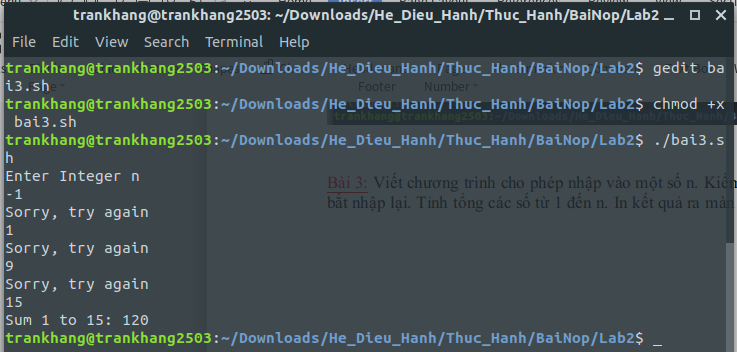 trankhang@trankhang2503: ~/Downloads/He_Dieu_Hanh/Thuc_Hanh/BaiNop/Lab2
File Edit View Search Terminal Help
trankhang@trankhang2503:~/Downloads/He_Dieu_Hanh/Thuc_Hanh/BaiNop/Lab2$ gedit ba
i3.sh
Footer Number
trankhang@trankhang2503:~/Downloads/He_Dieu_Hanh/Thuc_Hanh/BaiNop/Lab2$ chmod +x
bai3.sh
trankhang@trankhang2503:~/Downloads/He_Dieu_Hanh/Thuc_Hanh/BaiNop/Lab2$ ./bai3.s
h
Enter Integer n
-1
Sorry, try again
1
Sorry, try again
9
Sorry, try again
15
Sum 1 to 15: 120
trankhang@trankhang2503:~/Downloads/He_Dieu_Hanh/Thuc_Hanh/BaiNop/Lab2$ _
Bài 3: Viết chương trình cho phép nhập vào một số n. Kiểm
bắt nhập lại. Tính tổng các số từ 1 đến n. In kết quả ra màn